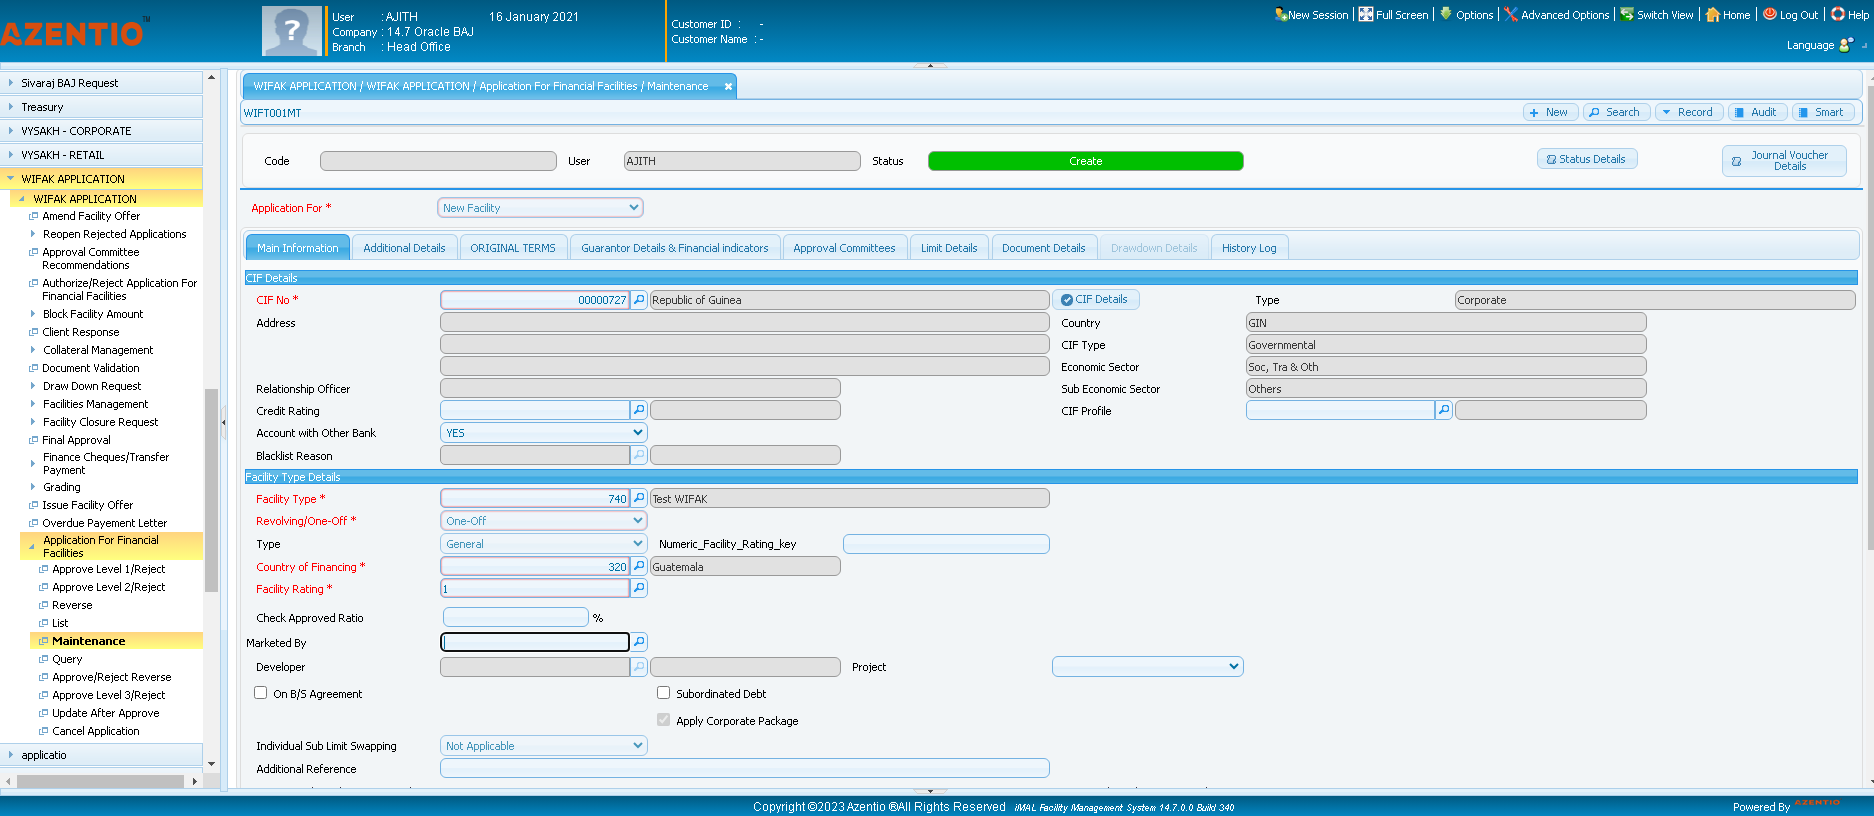 AZENTIO™
User : AJITH 16 January 2021
Company : 14.7 Oracle BAJ
Branch : Head Office
Customer ID : -
Customer Name : -
New Session Full Screen Options Advanced Options Switch View Home Log Out Help
Language
Sivaraj BAJ Request
Treasury
VYSAKH - CORPORATE
VYSAKH - RETAIL
WIFAK APPLICATION
WIFAK APPLICATION
Amend Facility Offer
Reopen Rejected Applications
Approval Committee
Recommendations
Authorize/Reject Application For
Financial Facilities
Block Facility Amount
Client Response
Collateral Management
Document Validation
Draw Down Request
Facilities Management
Facility Closure Request
Final Approval
Finance Cheques/Transfer
Payment
Grading
Issue Facility Offer
Overdue Payement Letter
Application For Financial
Facilities
Approve Level 1/Reject
Approve Level 2/Reject
Reverse
List
Maintenance
Query
Approve/Reject Reverse
Approve Level 3/Reject
Update After Approve
Cancel Application
applicatio
WIFAK APPLICATION / WIFAK APPLICATION / Application For Financial Facilities / Maintenance
WIFT001MT
New Search Record Audit Smart
Code User AJITH Status Create
Status Details
Journal Voucher
Details
Application For * New Facility
Main Information Additional Details ORIGINAL TERMS Guarantor Details & Financial indicators Approval Committees Limit Details Document Details Drawdown Details History Log
CIF Details
CIF No * 00000727 Republic of Guinea CIF Details Type Corporate
Address Country GIN
CIF Type Governmental
Economic Sector Soc, Tra & Oth
Relationship Officer Sub Economic Sector Others
Credit Rating CIF Profile
Account with Other Bank YES
Blacklist Reason
Facility Type Details
Facility Type * 740 Test WIFAK
Revolving/One-Off * One-Off
Type General Numeric_Facility_Rating_key
Country of Financing * 320 Guatemala
Facility Rating * 1
Check Approved Ratio %
Marketed By
Developer Project
On B/S Agreement Subordinated Debt
Apply Corporate Package
Individual Sub Limit Swapping Not Applicable
Additional Reference
Copyright ©2023 Azentio ®All Rights Reserved iMAL Facility Management System 14.7.0.0 Build 340
Powered By AZENTIO